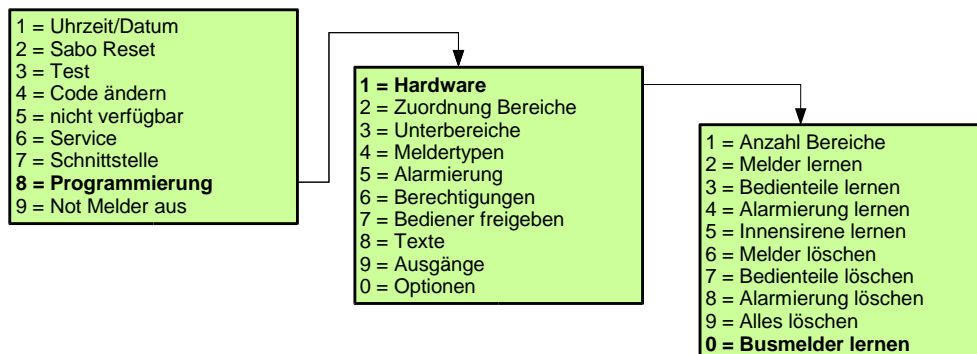 1 = Uhrzeit/Datum
2 = Sabo Reset
3 = Test
4 = Code ändern
5 = nicht verfügbar
6 = Service
7 = Schnittstelle
8 = Programmierung
9 = Not Melder aus
1 = Hardware
2 = Zuordnung Bereiche
3 = Unterbereiche
4 = Meldertypen
5 = Alarmierung
6 = Berechtigungen
7 = Bediener freigeben
8 = Texte
9 = Ausgänge
0 = Optionen
1 = Anzahl Bereiche
2 = Melder lernen
3 = Bedienteile lernen
4 = Alarmierung lernen
5 = Innensirene lernen
6 = Melder löschen
7 = Bedienteile löschen
8 = Alarmierung löschen
9 = Alles löschen
0 = Busmelder lernen